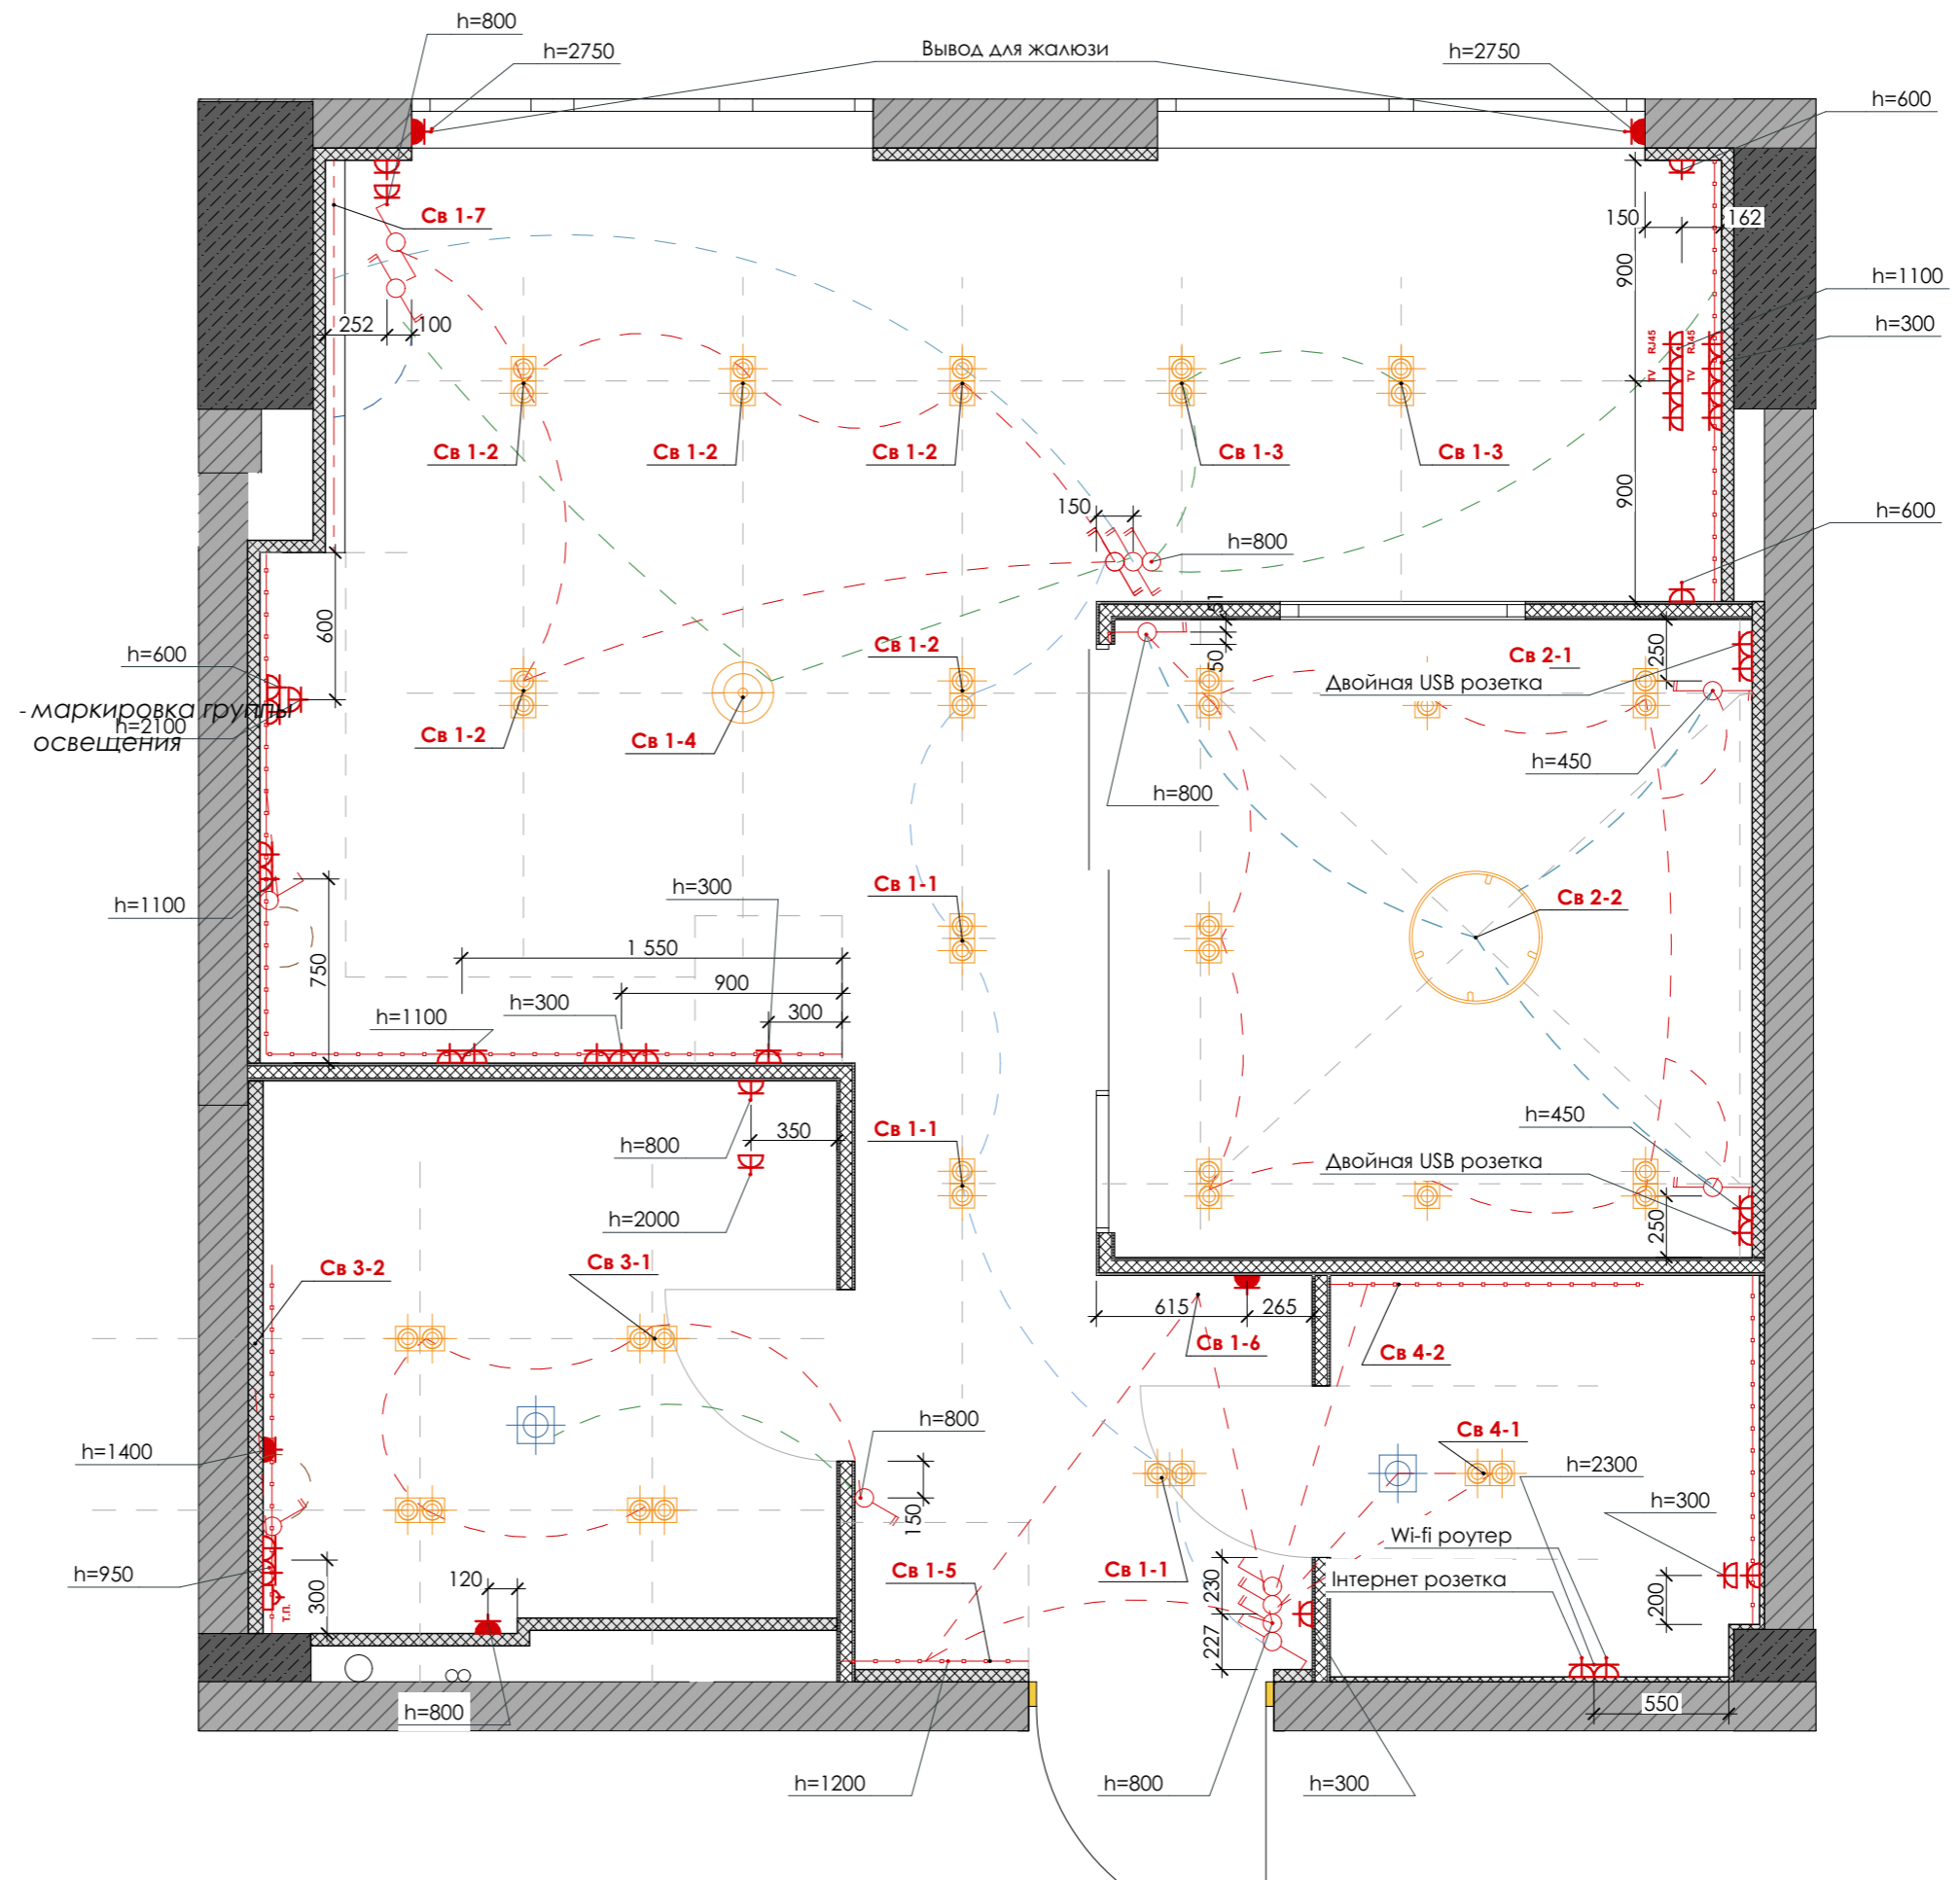 h=800
h=2750
Вывод для жалюзи
h=2750
h=600
Св 1-7
150
162
900
h=1100
h=300
252
100
RJ45
RJ45
TV
TV
Св 1-2
Св 1-2
Св 1-2
Св 1-3
Св 1-3
900
150
h=600
h=800
600
51
h=600
Св 1-2
50
Св 2-1
250
Двойная USB розетка
- маркировка группы
освещения
h=2100
Св 1-2
Св 1-4
h=450
h=800
h=1100
h=300
Св 1-1
Св 2-2
1 550
750
900
h=300
300
h=1100
h=450
350
h=800
Св 1-1
Двойная USB розетка
h=2000
250
Св 3-2
Св 3-1
615
265
Св 1-6
Св 4-2
h=800
Св 4-1
h=1400
h=2300
150
h=300
Wi-fi роутер
h=950
120
Св 1-5
Св 1-1
230
Інтернет розетка
300
т.п.
200
227
h=800
550
h=1200
h=800
h=300